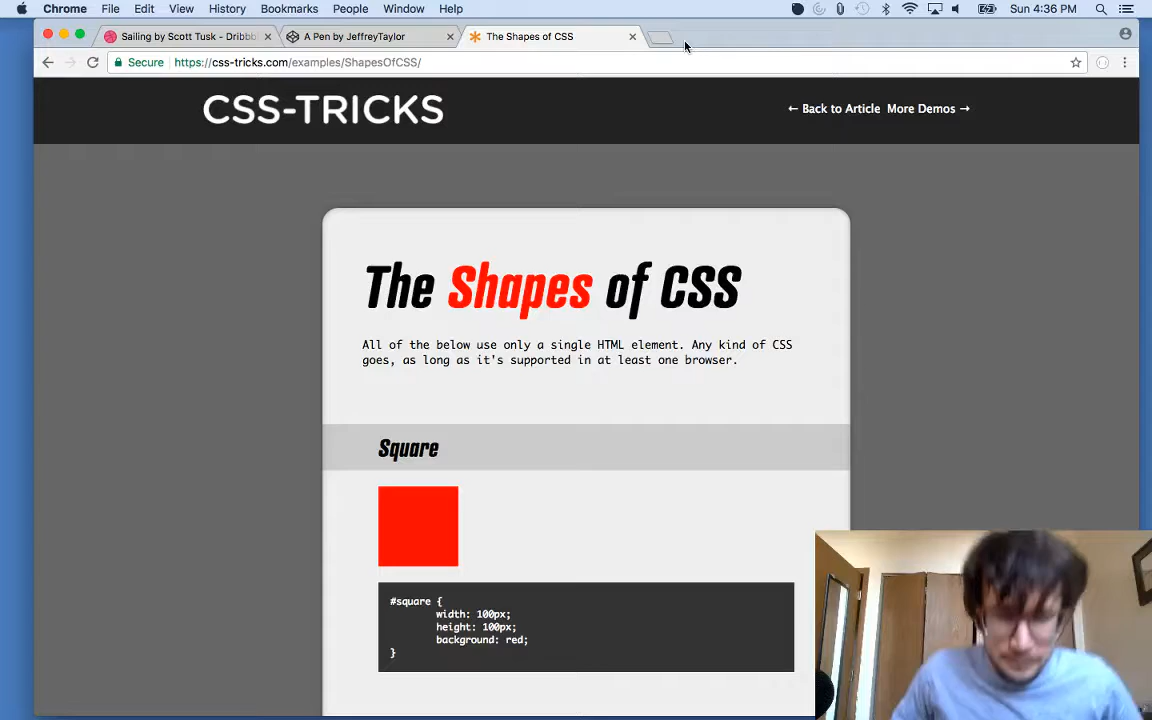 Chrome File Edit View History Bookmarks People Window Help Sun 4:36 PM
Sailing by Scott Tusk - Dribbb A Pen by JeffreyTaylor The Shapes of CSS
Secure https://css-tricks.com/examples/ShapesOfCSS/
CSS-TRICKS ← Back to Article More Demos →
The Shapes of CSS
All of the below use only a single HTML element. Any kind of CSS
goes, as long as it's supported in at least one browser.
Square
#square {
width: 100px;
height: 100px;
background: red;
}